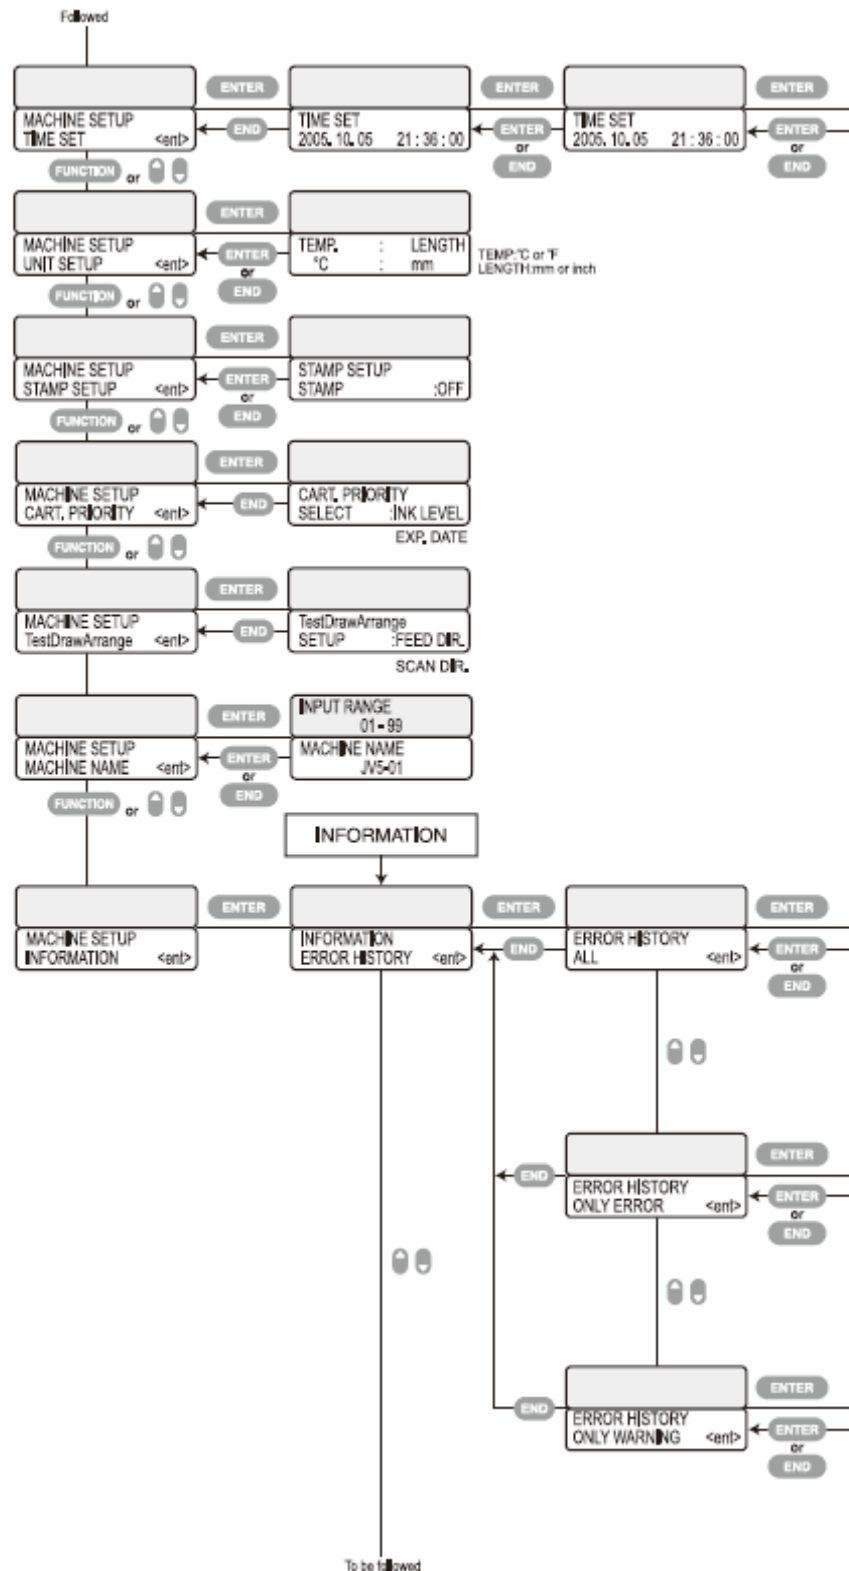 Followed
ENTER
ENTER
ENTER
MACHINE SETUP
TIME SET <ent>
END
TIME SET
2005.10.05 21:36:00
ENTER
or
END
TIME SET
2005.10.05 21:36:00
ENTER
or
END
FUNCTION or
ENTER
MACHINE SETUP
UNIT SETUP <ent>
ENTER
or
END
TEMP. : LENGTH
°C : mm
TEMP:°C or °F
LENGTH:mm or inch
FUNCTION or
ENTER
MACHINE SETUP
STAMP SETUP <ent>
ENTER
or
END
STAMP SETUP
STAMP :OFF
FUNCTION or
ENTER
MACHINE SETUP
CART. PRIORITY <ent>
END
CART. PRIORITY
SELECT :INK LEVEL
EXP. DATE
FUNCTION or
ENTER
MACHINE SETUP
TestDrawArrange <ent>
END
TestDrawArrange
SETUP :FEED DIR.
SCAN DIR.
ENTER
INPUT RANGE
01-99
MACHINE SETUP
MACHINE NAME <ent>
ENTER
or
END
MACHINE NAME
JV5-01
FUNCTION or
INFORMATION
ENTER
ENTER
ENTER
MACHINE SETUP
INFORMATION <ent>
INFORMATION
ERROR HISTORY <ent>
END
ERROR HISTORY
ALL <ent>
ENTER
or
END
ENTER
END
ERROR HISTORY
ONLY ERROR <ent>
ENTER
or
END
ENTER
END
ERROR HISTORY
ONLY WARNING <ent>
ENTER
or
END
To be followed